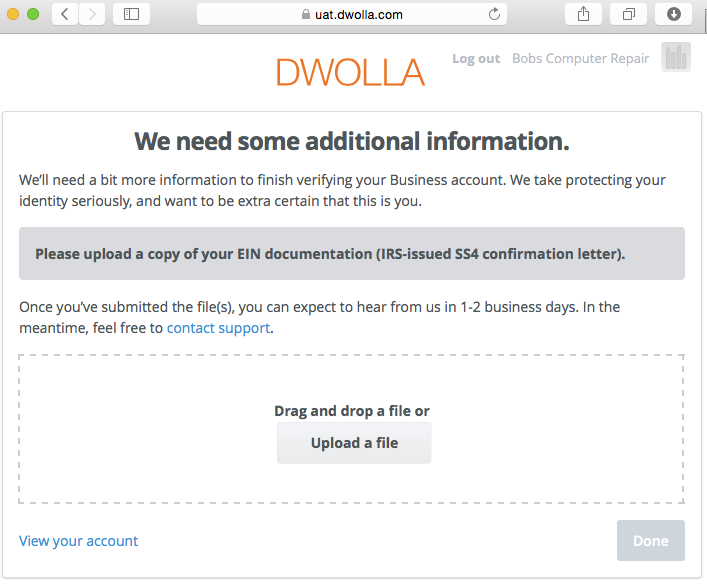 uat.dwolla.com
DWOLLA
Log out Bobs Computer Repair
We need some additional information.
We'll need a bit more information to finish verifying your Business account. We take protecting your
identity seriously, and want to be extra certain that this is you.
Please upload a copy of your EIN documentation (IRS-issued SS4 confirmation letter).
Once you've submitted the file(s), you can expect to hear from us in 1-2 business days. In the
meantime, feel free to contact support.
Drag and drop a file or
Upload a file
View your account
Done